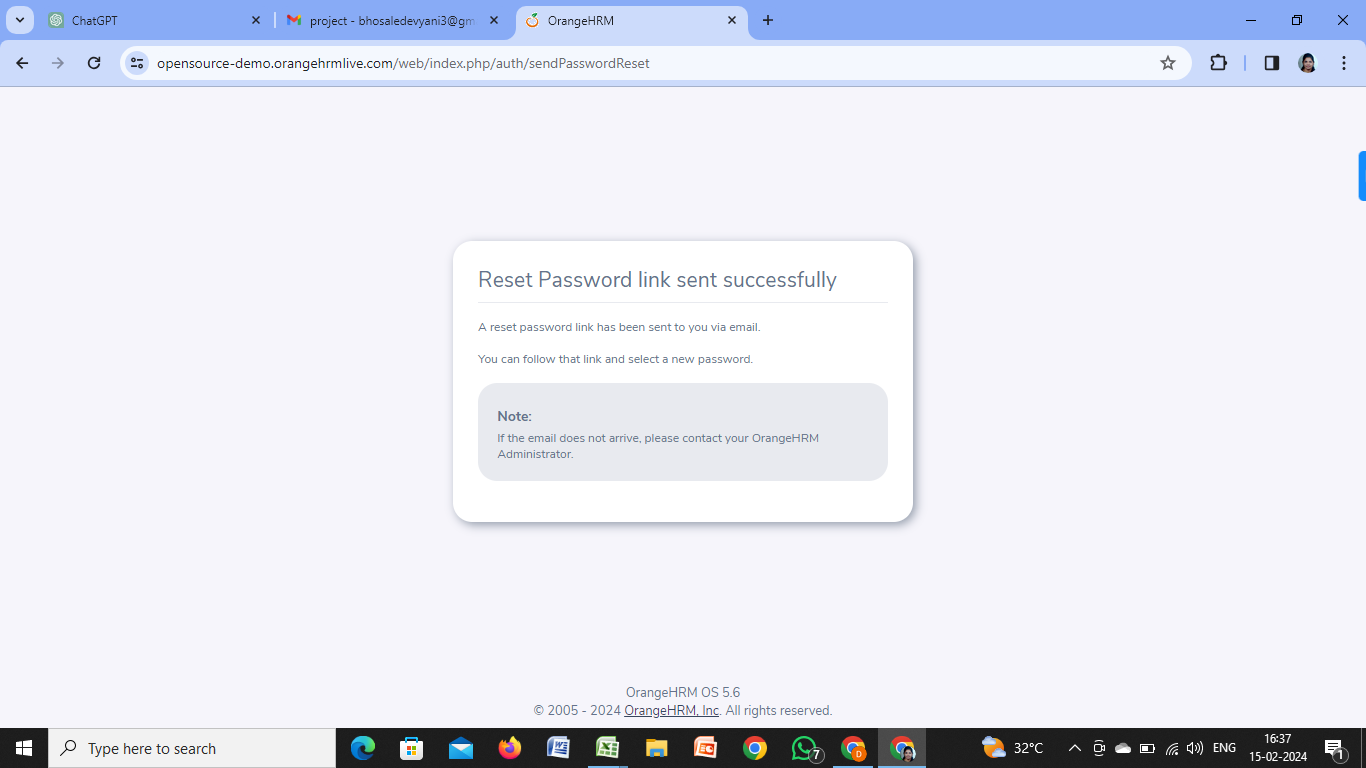 ChatGPT
project - bhosaledevyani3@gm
OrangeHRM
opensource-demo.orangehrmlive.com/web/index.php/auth/sendPasswordReset
Reset Password link sent successfully
A reset password link has been sent to you via email.
You can follow that link and select a new password.
Note:
If the email does not arrive, please contact your OrangeHRM
Administrator.
OrangeHRM OS 5.6
© 2005 - 2024 OrangeHRM, Inc. All rights reserved.
Type here to search
7
D
32°C
ENG
16:37
15-02-2024
1